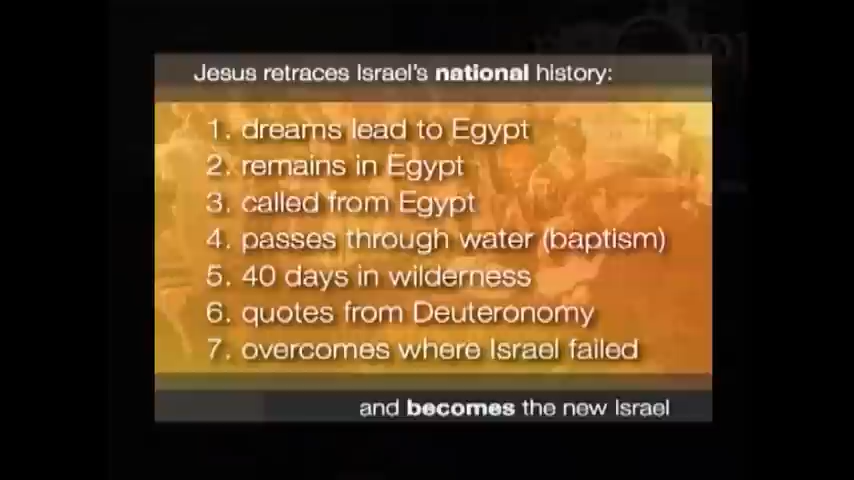 Jesus retraces Israel's national history:
1. dreams lead to Egypt
2. remains in Egypt
3. called from Egypt
4. passes through water (baptism)
5. 40 days in wilderness
6. quotes from Deuteronomy
7. overcomes where Israel failed
and becomes the new Israel